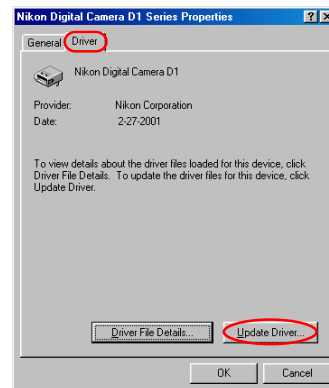 Nikon Digital Camera D1 Series Properties
General Driver
Nikon Digital Camera D1
Provider: Nikon Corporation
Date: 2-27-2001
To view details about the driver files loaded for this device, click
Driver File Details. To update the driver files for this device, click
Update Driver.
Driver File Details... Update Driver...
OK Cancel